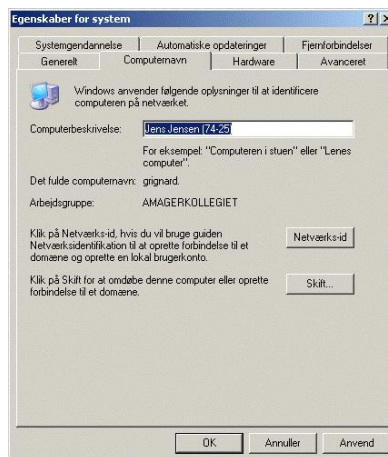 Egenskaber for system
Systemgendannelse Automatiske opdateringer Fjernforbindelser
Generelt Computernavn Hardware Avanceret
Windows anvender følgende oplysninger til at identificere
computeren på netværket.
Computerbeskrivelse: Jens Jensen (74-25)
For eksempel: "Computeren i stuen" eller "Lenes
computer".
Det fulde computernavn: grignard.
Arbejdsgruppe: AMAGERKOLLEGIET
Klik på Netværks-id, hvis du vil bruge guiden
Netværksidentifikation til at oprette forbindelse til et
domæne og oprette en lokal brugerkonto.
Netværks-id
Klik på Skift for at omdøbe denne computer eller oprette
forbindelse til et domæne.
Skift...
OK Annuller Anvend